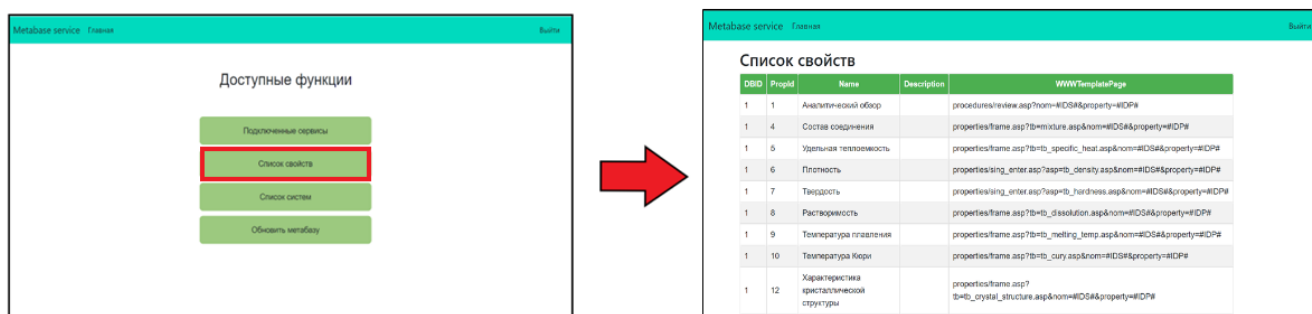 Metabase service Главная Выйти
Доступные функции
Подключенные сервисы
Список свойств
Список систем
Обновить метабазу
Metabase service Главная Выйти
Список свойств
DBID PropId Name Description WWWTemplatePage
1 1 Аналитический обзор procedures/review.asp?nom=#IDS#&property=#IDP#
1 4 Состав соединения properties/frame.asp?tb=mixture.asp&nom=#IDS#&property=#IDP#
1 5 Удельная теплоемкость properties/frame.asp?tb=tb_specific_heat.asp&nom=#IDS#&property=#IDP#
1 6 Плотность properties/sing_enter.asp?asp=tb_density.asp&nom=#IDS#&property=#IDP#
1 7 Твердость properties/sing_enter.asp?asp=tb_hardness.asp&nom=#IDS#&property=#IDP#
1 8 Растворимость properties/frame.asp?tb=tb_dissolution.asp&nom=#IDS#&property=#IDP#
1 9 Температура плавления properties/frame.asp?tb=tb_melting_temp.asp&nom=#IDS#&property=#IDP#
1 10 Температура Кюри properties/frame.asp?tb=tb_cury.asp&nom=#IDS#&property=#IDP#
Характеристика
properties/frame.asp?
1 12 кристаллической
tb=tb_crystal_structure.asp&nom=#IDS#&property=#IDP#
структуры